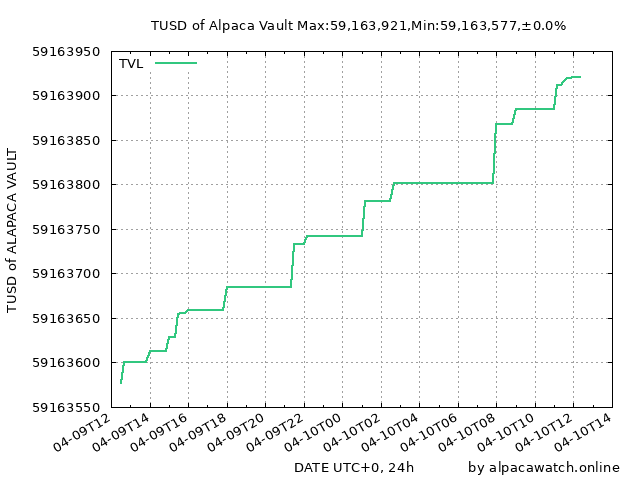 TUSD of Alpaca Vault Max:59,163,921,Min:59,163,577,±0.0%
TVL
TUSD of ALAPACA VAULT
59163950
59163900
59163850
59163800
59163750
59163700
59163650
59163600
59163550
04-09T12
04-09T14
04-09T16
04-09T18
04-09T20
04-09T22
04-10T00
04-10T02
04-10T04
04-10T06
04-10T08
04-10T10
04-10T12
04-10T14
DATE UTC+0, 24h
by alpacawatch.online